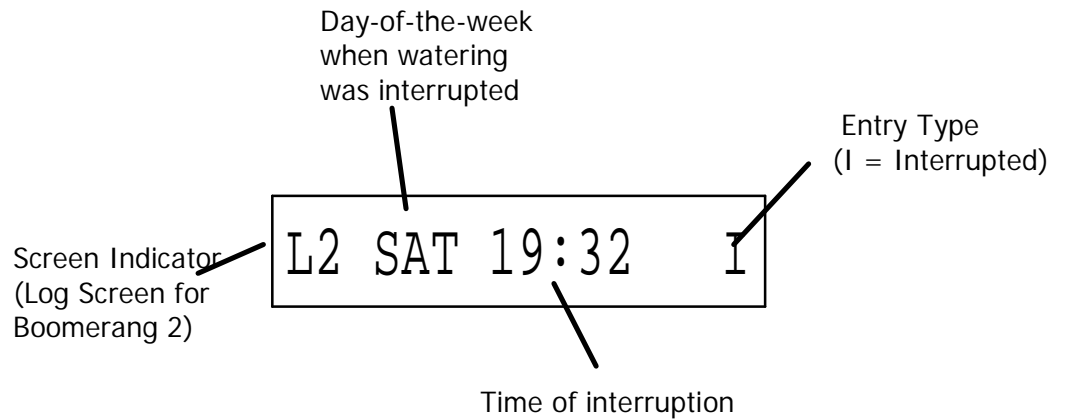 Day-of-the-week
when watering
was interrupted
Entry Type
(I = Interrupted)
L2 SAT 19:32 I
Screen Indicator
(Log Screen for
Boomerang 2)
Time of interruption